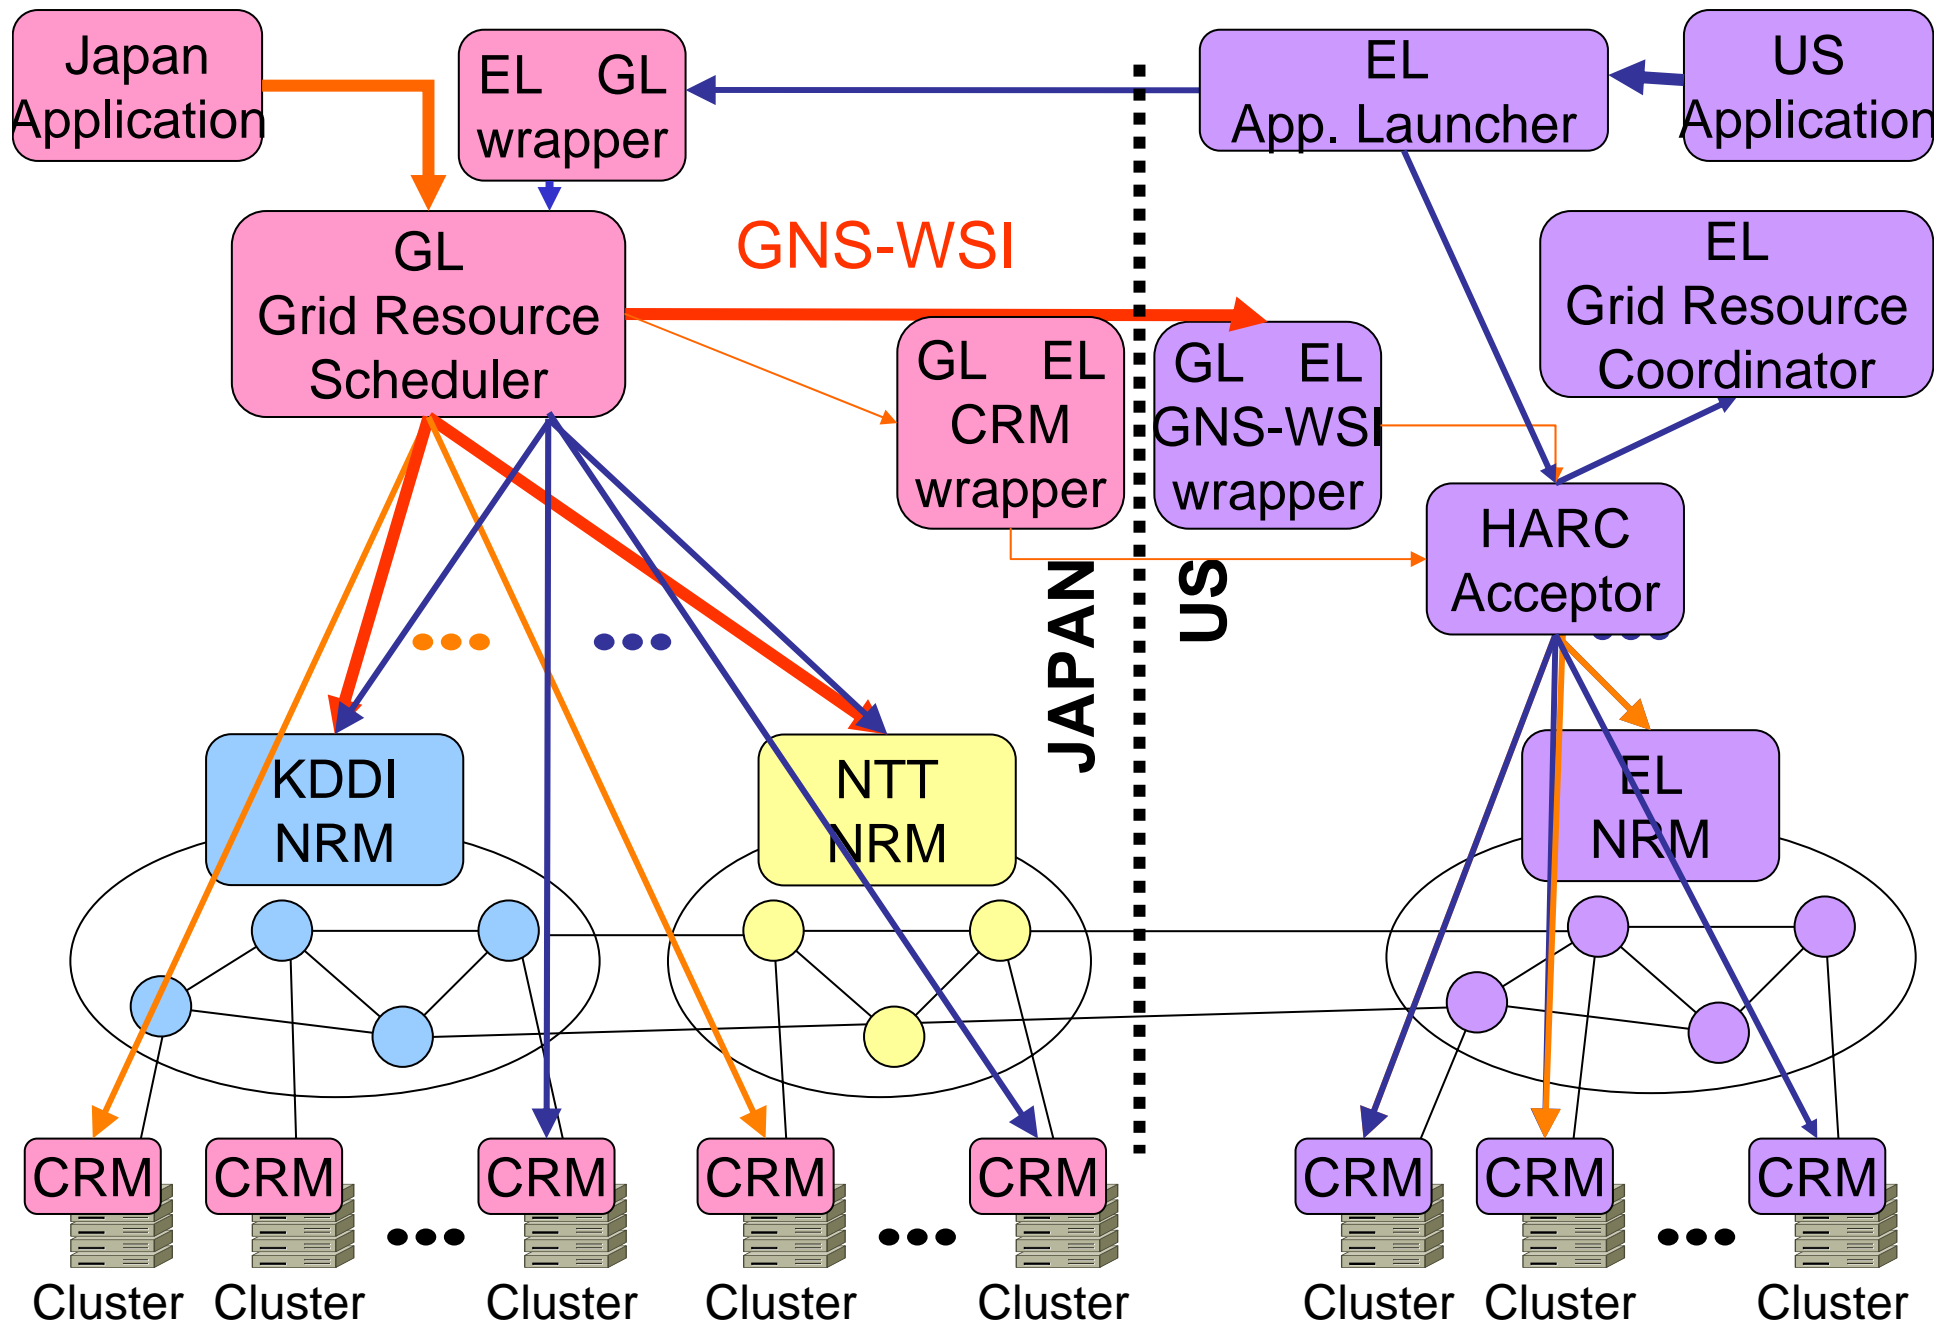 Japan
Application
EL GL
wrapper
EL
App. Launcher
US
Application
GL
Grid Resource
Scheduler
GNS-WSI
EL
Grid Resource
Coordinator
GL EL
CRM
wrapper
GL EL
GNS-WSI
wrapper
HARC
Acceptor
JAPAN
US
KDDI
NRM
NTT
NRM
EL
NRM
CRM
CRM
CRM
CRM
CRM
CRM
CRM
CRM
Cluster
Cluster
Cluster
Cluster
Cluster
Cluster
Cluster
Cluster